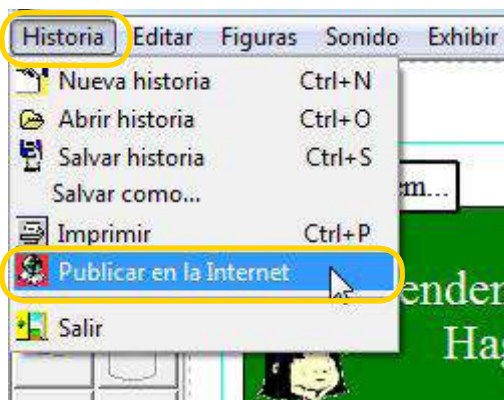 Historia Editar Figuras Sonido Exhibir
Nueva historia Ctrl+N
Abrir historia Ctrl+O
Salvar historia Ctrl+S
Salvar como...
Imprimir Ctrl+P
Publicar en la Internet
Salir